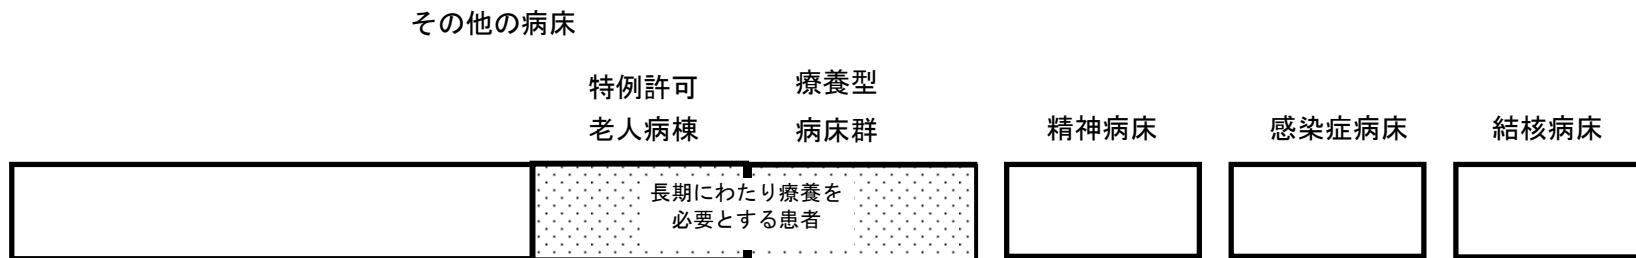 その他の病床
特例許可
老人病棟
療養型
病床群
精神病床
感染症病床
結核病床
長期にわたり療養を
必要とする患者